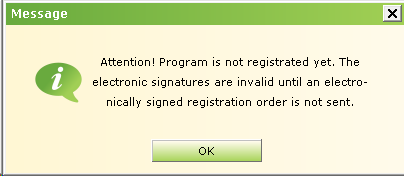 Message
Attention! Program is not registrated yet. The
electronic signatures are invalid until an electro-
nically signed registration order is not sent.
OK